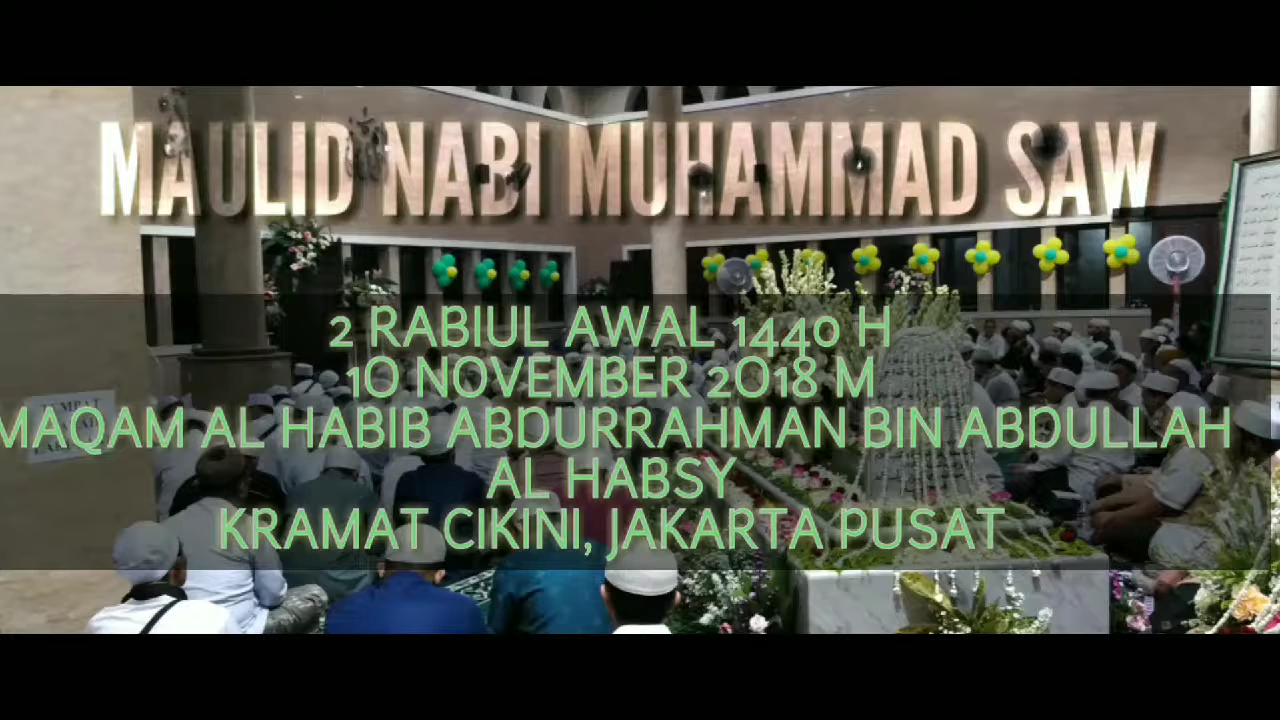 MAULID NABI MUHAMMAD SAW
2 RABIUL AWAL 1440 H
10 NOVEMBER 2018 M
MAQAM AL HABIB ABDURRAHMAN BIN ABDULLAH
AL HABSY
KRAMAT CIKINI, JAKARTA PUSAT